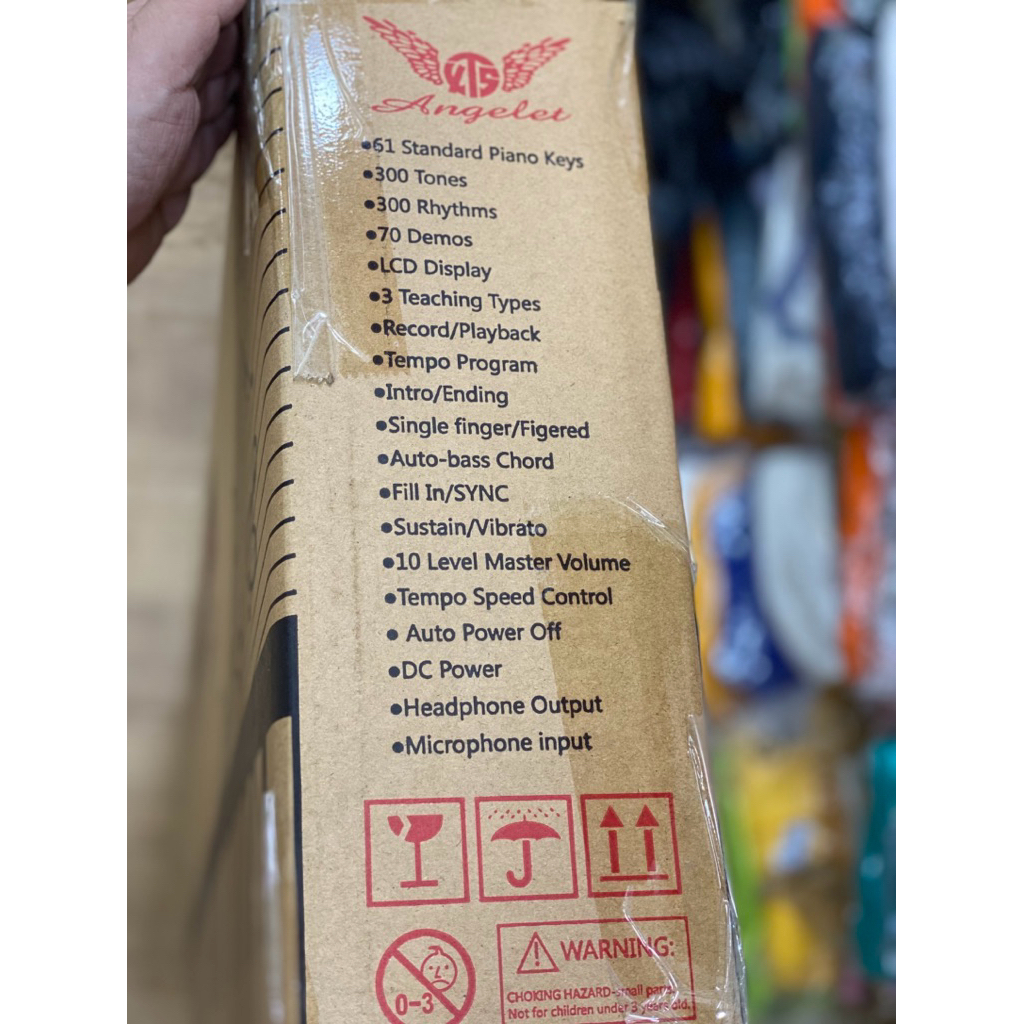 XTS
Angelet
•61 Standard Piano Keys
•300 Tones
•300 Rhythms
•70 Demos
•LCD Display
•3 Teaching Types
•Record/Playback
•Tempo Program
•Intro/Ending
•Single finger/Figered
•Auto-bass Chord
•Fill In/SYNC
•Sustain/Vibrato
•10 Level Master Volume
•Tempo Speed Control
• Auto Power Off
•DC Power
•Headphone Output
•Microphone input
0-3
WARNING:
CHOKING HAZARD-small parts.
Not for children under 3 years old.